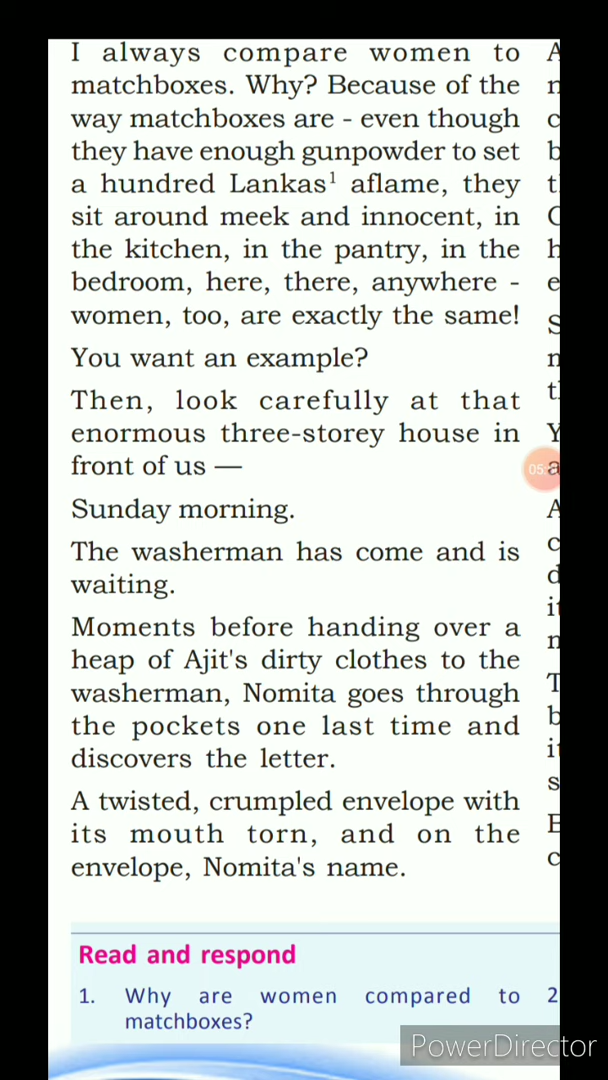 I always compare women to
matchboxes. Why? Because of the
way matchboxes are - even though
they have enough gunpowder to set
a hundred Lankas¹ aflame, they
sit around meek and innocent, in
the kitchen, in the pantry, in the
bedroom, here, there, anywhere -
women, too, are exactly the same!
You want an example?
Then, look carefully at that
enormous three-storey house in
front of us —
Sunday morning.
The washerman has come and is
waiting.
Moments before handing over a
heap of Ajit's dirty clothes to the
washerman, Nomita goes through
the pockets one last time and
discovers the letter.
A twisted, crumpled envelope with
its mouth torn, and on the
envelope, Nomita's name.
Read and respond
1. Why are women compared to
matchboxes?
2
PowerDirector